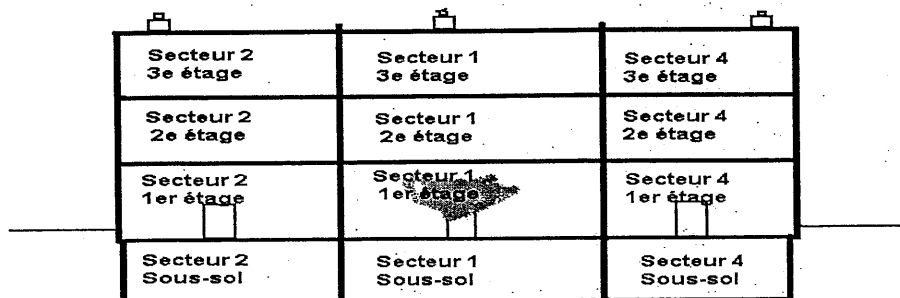 Secteur 2
3e étage
Secteur 1
3e étage
Secteur 4
3e étage
Secteur 2
2e étage
Secteur 1
2e étage
Secteur 4
2e étage
Secteur 2
1er étage
Secteur 1
1er étage
Secteur 4
1er étage
Secteur 2
Sous-sol
Secteur 1
Sous-sol
Secteur 4
Sous-sol